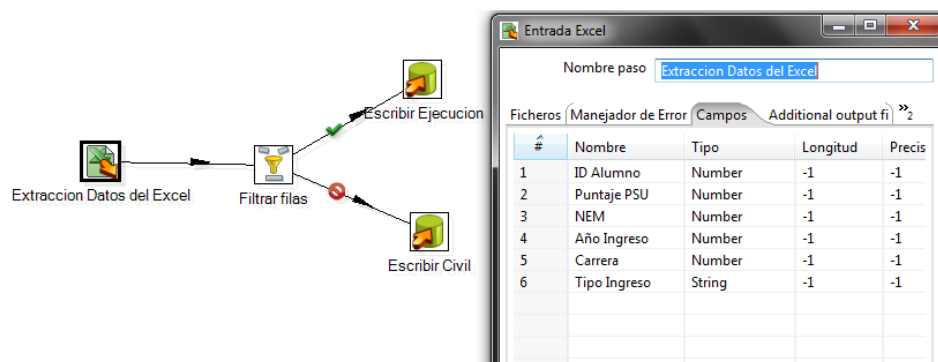 Extraccion Datos del Excel
Filtrar filas
Escribir Ejecucion
Escribir Civil
Entrada Excel
Nombre paso Extraccion Datos del Excel
Ficheros Manejador de Error Campos Additional output fi »2
# Nombre Tipo Longitud Precis
1 ID Alumno Number -1 -1
2 Puntaje PSU Number -1 -1
3 NEM Number -1 -1
4 Año Ingreso Number -1 -1
5 Carrera Number -1 -1
6 Tipo Ingreso String -1 -1